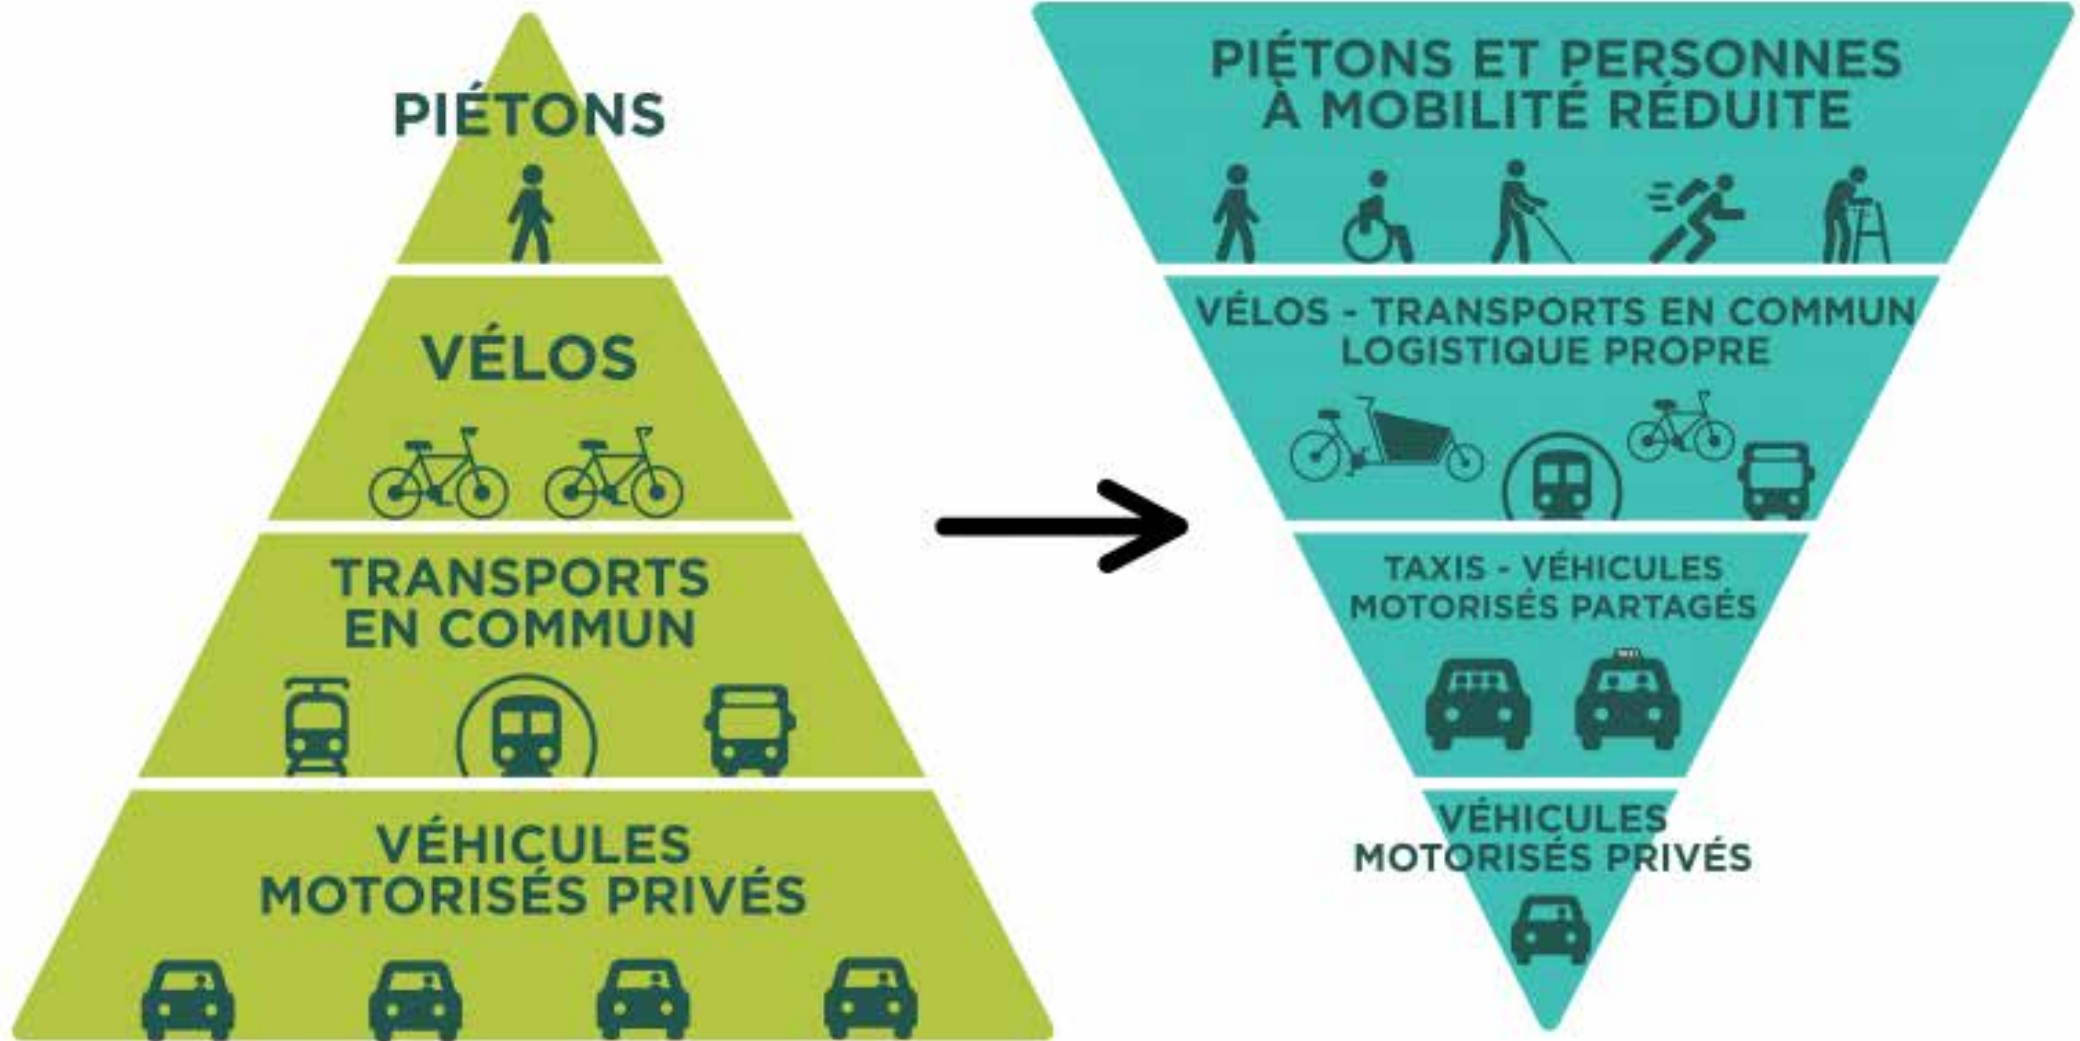 PIÉTONS
VÉLOS
TRANSPORTS
EN COMMUN
VÉHICULES
MOTORISÉS PRIVÉS
PIÉTONS ET PERSONNES
À MOBILITÉ RÉDUITE
VÉLOS - TRANSPORTS EN COMMUN
LOGISTIQUE PROPRE
TAXIS - VÉHICULES
MOTORISÉS PARTAGÉS
VÉHICULES
MOTORISÉS PRIVÉS